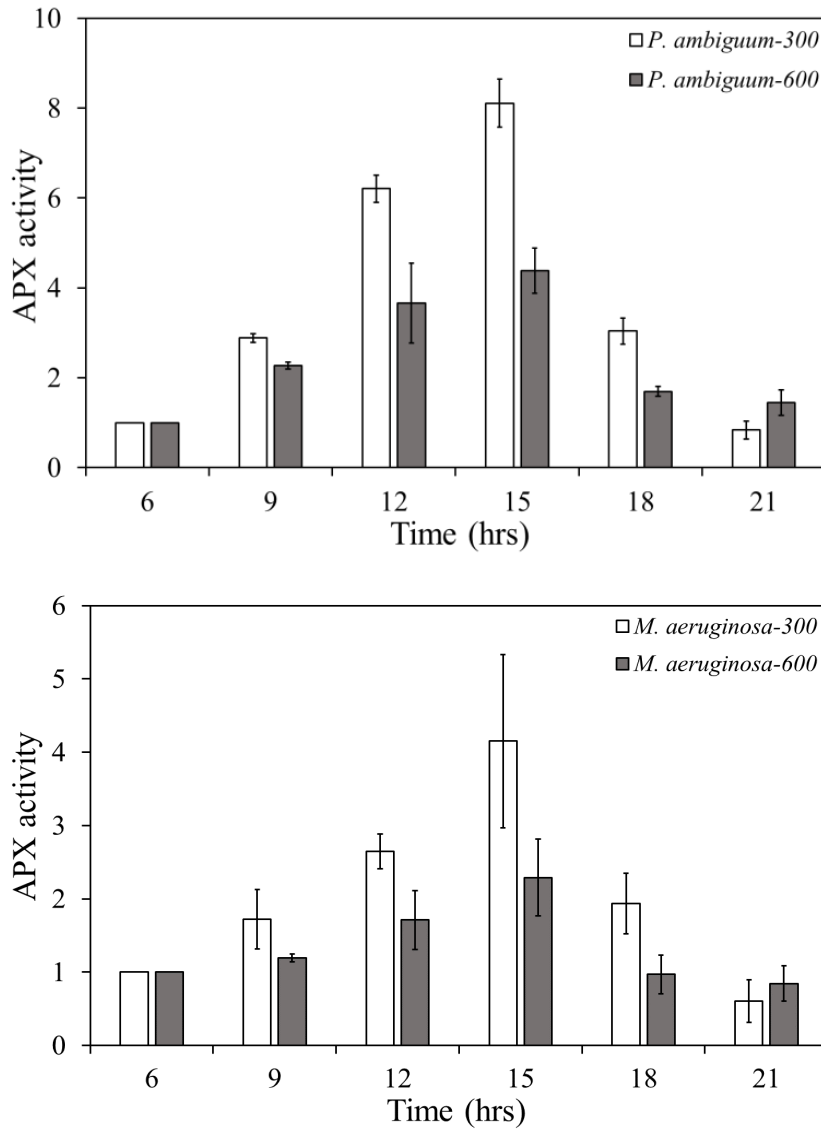 10
8
6
4
2
0
APX activity
P. ambiguum-300
P. ambiguum-600
6 9 12 15 18 21
Time (hrs)
6
5
4
3
2
1
0
APX activity
M. aeruginosa-300
M. aeruginosa-600
6 9 12 15 18 21
Time (hrs)